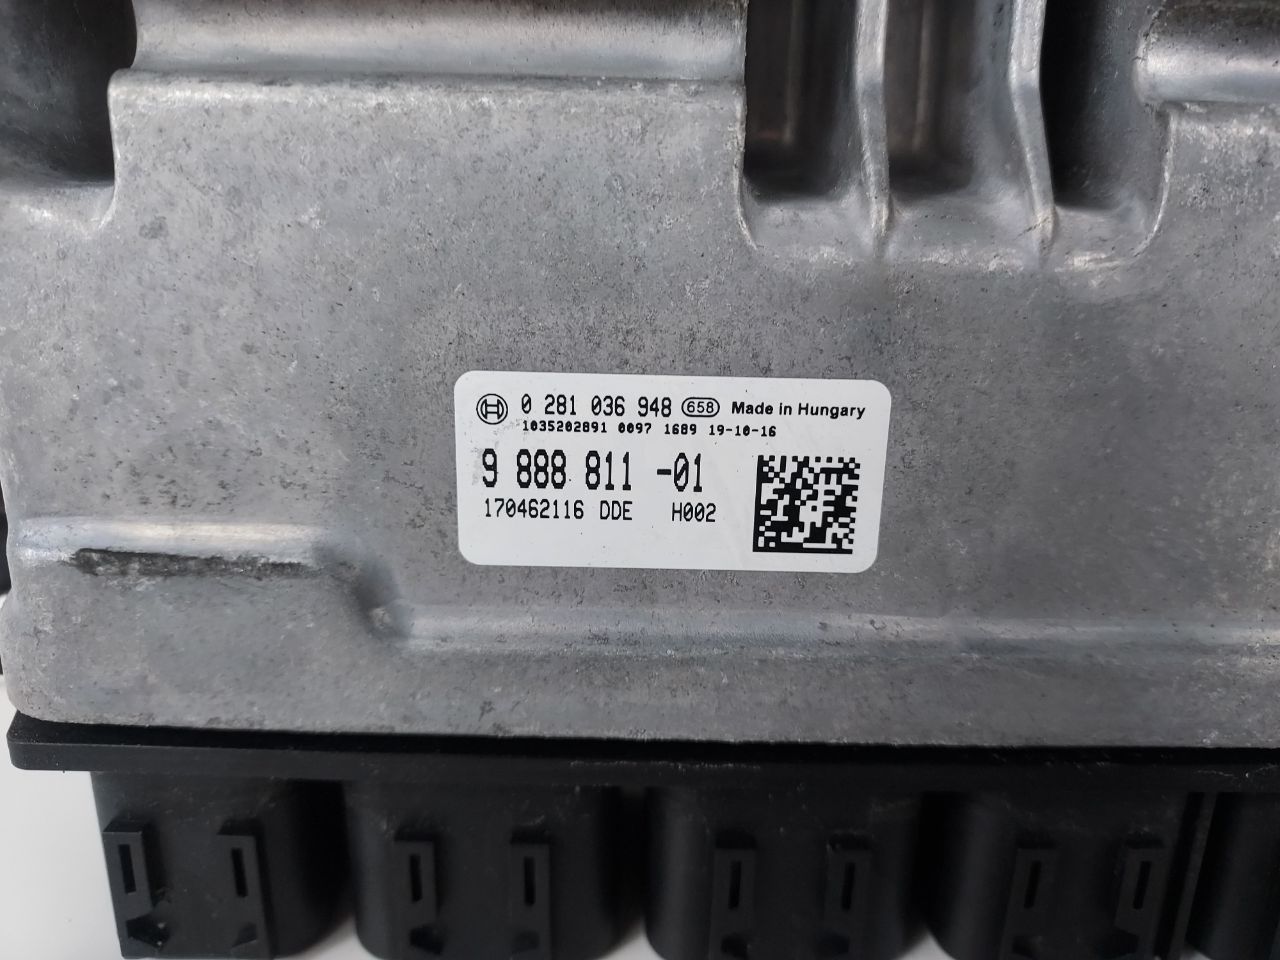 0 281 036 948 658 Made in Hungary
1035202891 0097 1689 19-10-16
9 888 811 -01
170462116 DDE H002